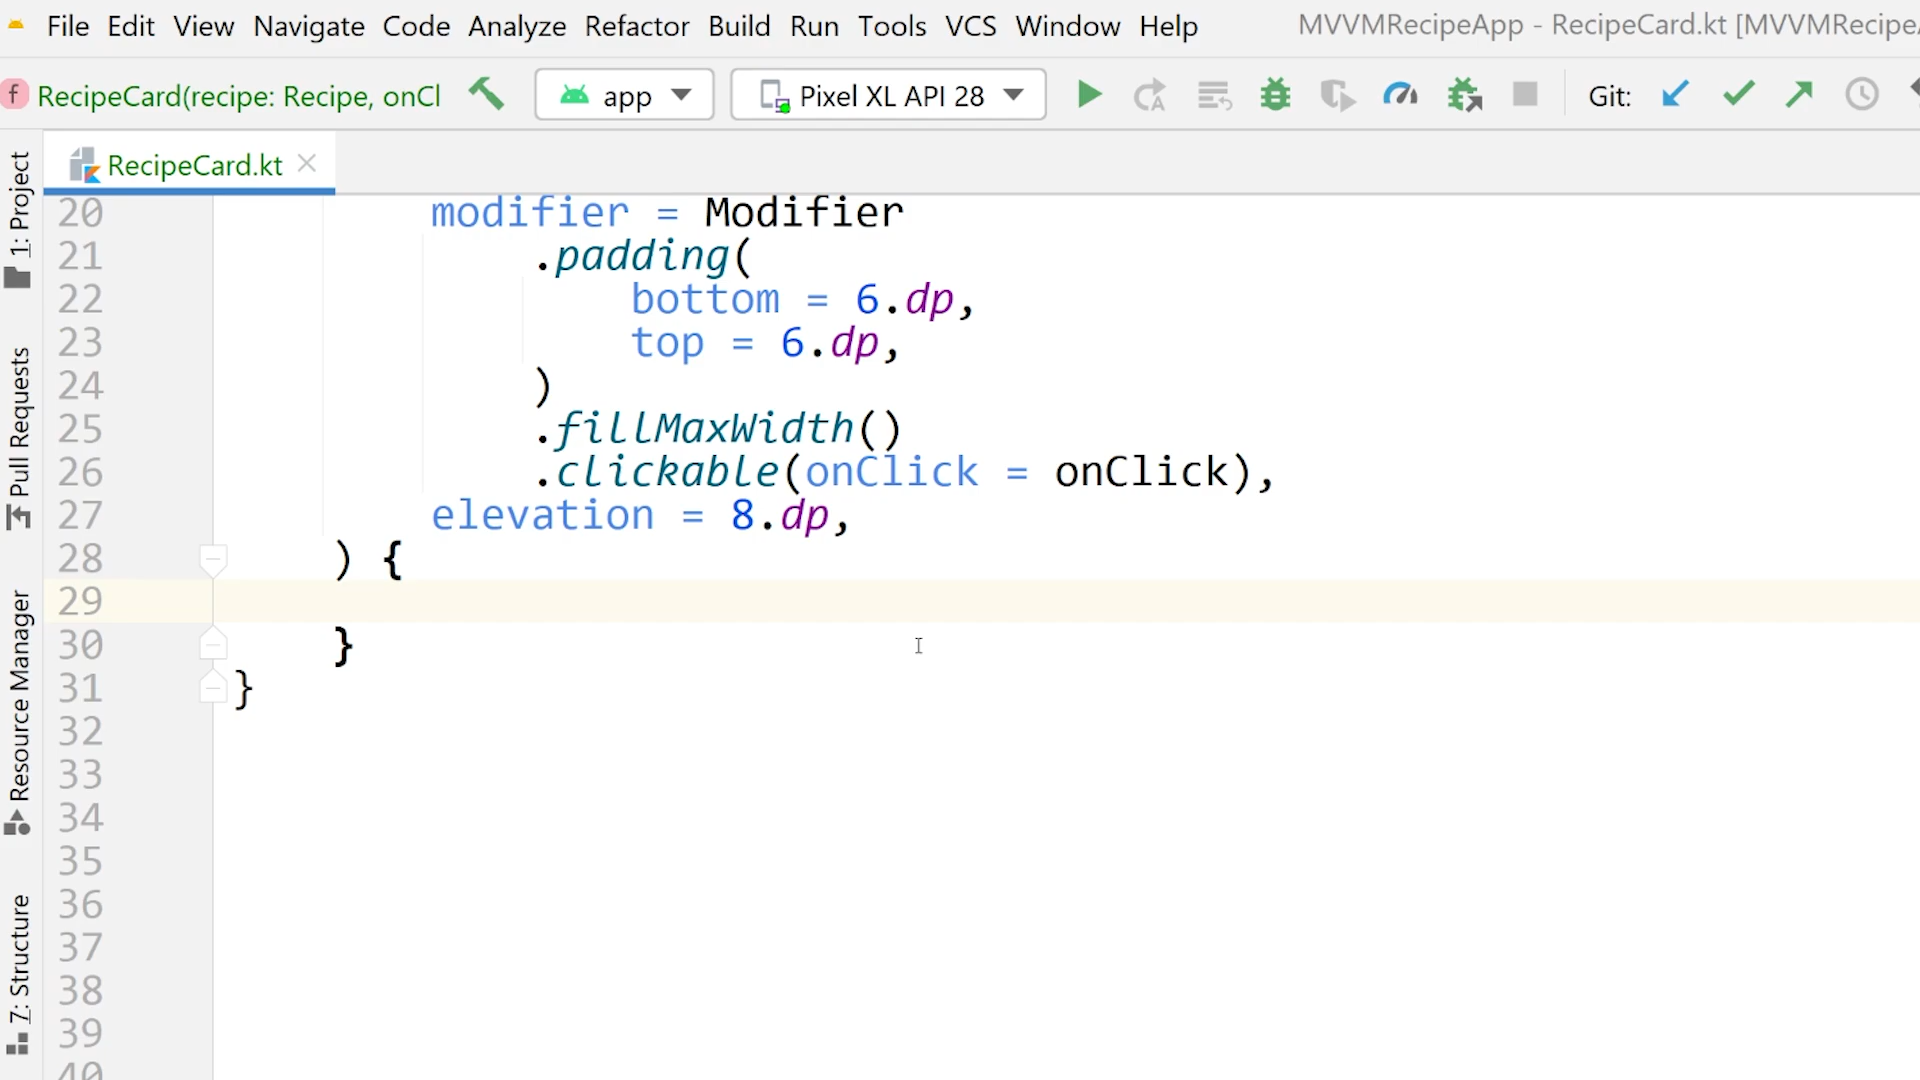 File Edit View Navigate Code Analyze Refactor Build Run Tools VCS Window Help MVVMRecipeApp - RecipeCard.kt [MVVMRecipe
f RecipeCard(recipe: Recipe, onCl app Pixel XL API 28 Git:
RecipeCard.kt
1: Project
Pull Requests
Resource Manager
7: Structure
20 modifier = Modifier
21 .padding(
22 bottom = 6.dp,
23 top = 6.dp,
24 )
25 .fillMaxWidth()
26 .clickable(onClick = onClick),
27 elevation = 8.dp,
28 ) {
29
30 }
31 }
32
33
34
35
36
37
38
39
40